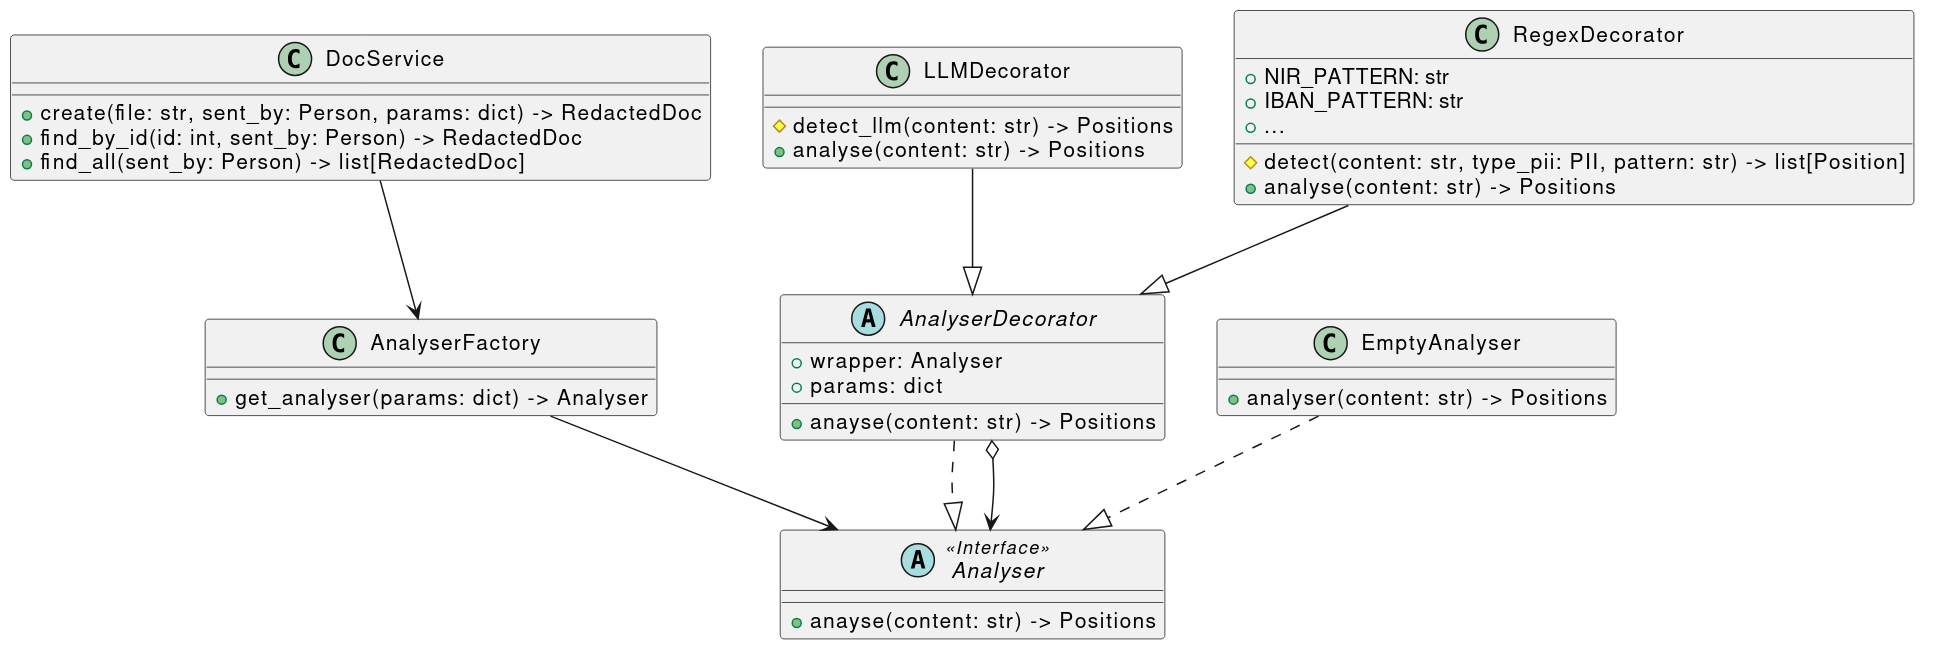 C DocService
create(file: str, sent_by: Person, params: dict) -> RedactedDoc
find_by_id(id: int, sent_by: Person) -> RedactedDoc
find_all(sent_by: Person) -> list[RedactedDoc]
C LLMDecorator
detect_llm(content: str) -> Positions
analyse(content: str) -> Positions
C RegexDecorator
NIR_PATTERN: str
IBAN_PATTERN: str
...
detect(content: str, type_pii: PII, pattern: str) -> list[Position]
analyse(content: str) -> Positions
C AnalyserFactory
get_analyser(params: dict) -> Analyser
A AnalyserDecorator
wrapper: Analyser
params: dict
anayse(content: str) -> Positions
C EmptyAnalyser
analyser(content: str) -> Positions
«Interface»
A Analyser
anayse(content: str) -> Positions